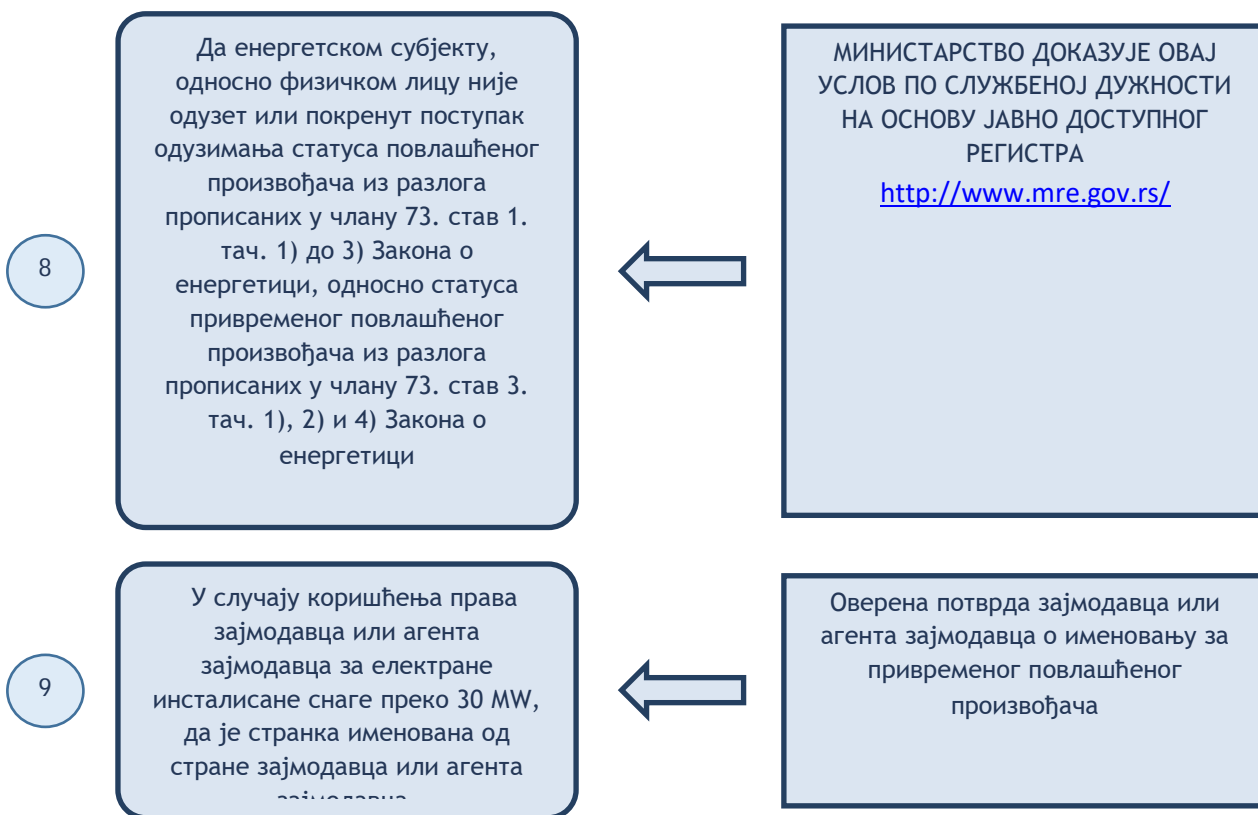 8
Да енергетском субјекту,
односно физичком лицу није
одузет или покренут поступак
одузимања статуса повлашћеног
произвођача из разлога
прописаних у члану 73. став 1.
тач. 1) до 3) Закона о
енергетици, односно статуса
привременог повлашћеног
произвођача из разлога
прописаних у члану 73. став 3.
тач. 1), 2) и 4) Закона о
енергетици
МИНИСТАРСТВО ДОКАЗУЈЕ ОВАЈ
УСЛОВ ПО СЛУЖБЕНОЈ ДУЖНОСТИ
НА ОСНОВУ ЈАВНО ДОСТУПНОГ
РЕГИСТРА
http://www.mre.gov.rs/
9
У случају коришћења права
зајмодавца или агента
зајмодавца за електране
инсталисане снаге преко 30 MW,
да је странка именована од
стране зајмодавца или агента
зајмодавца
Оверена потврда зајмодавца или
агента зајмодавца о именовању за
привременог повлашћеног
произвођача